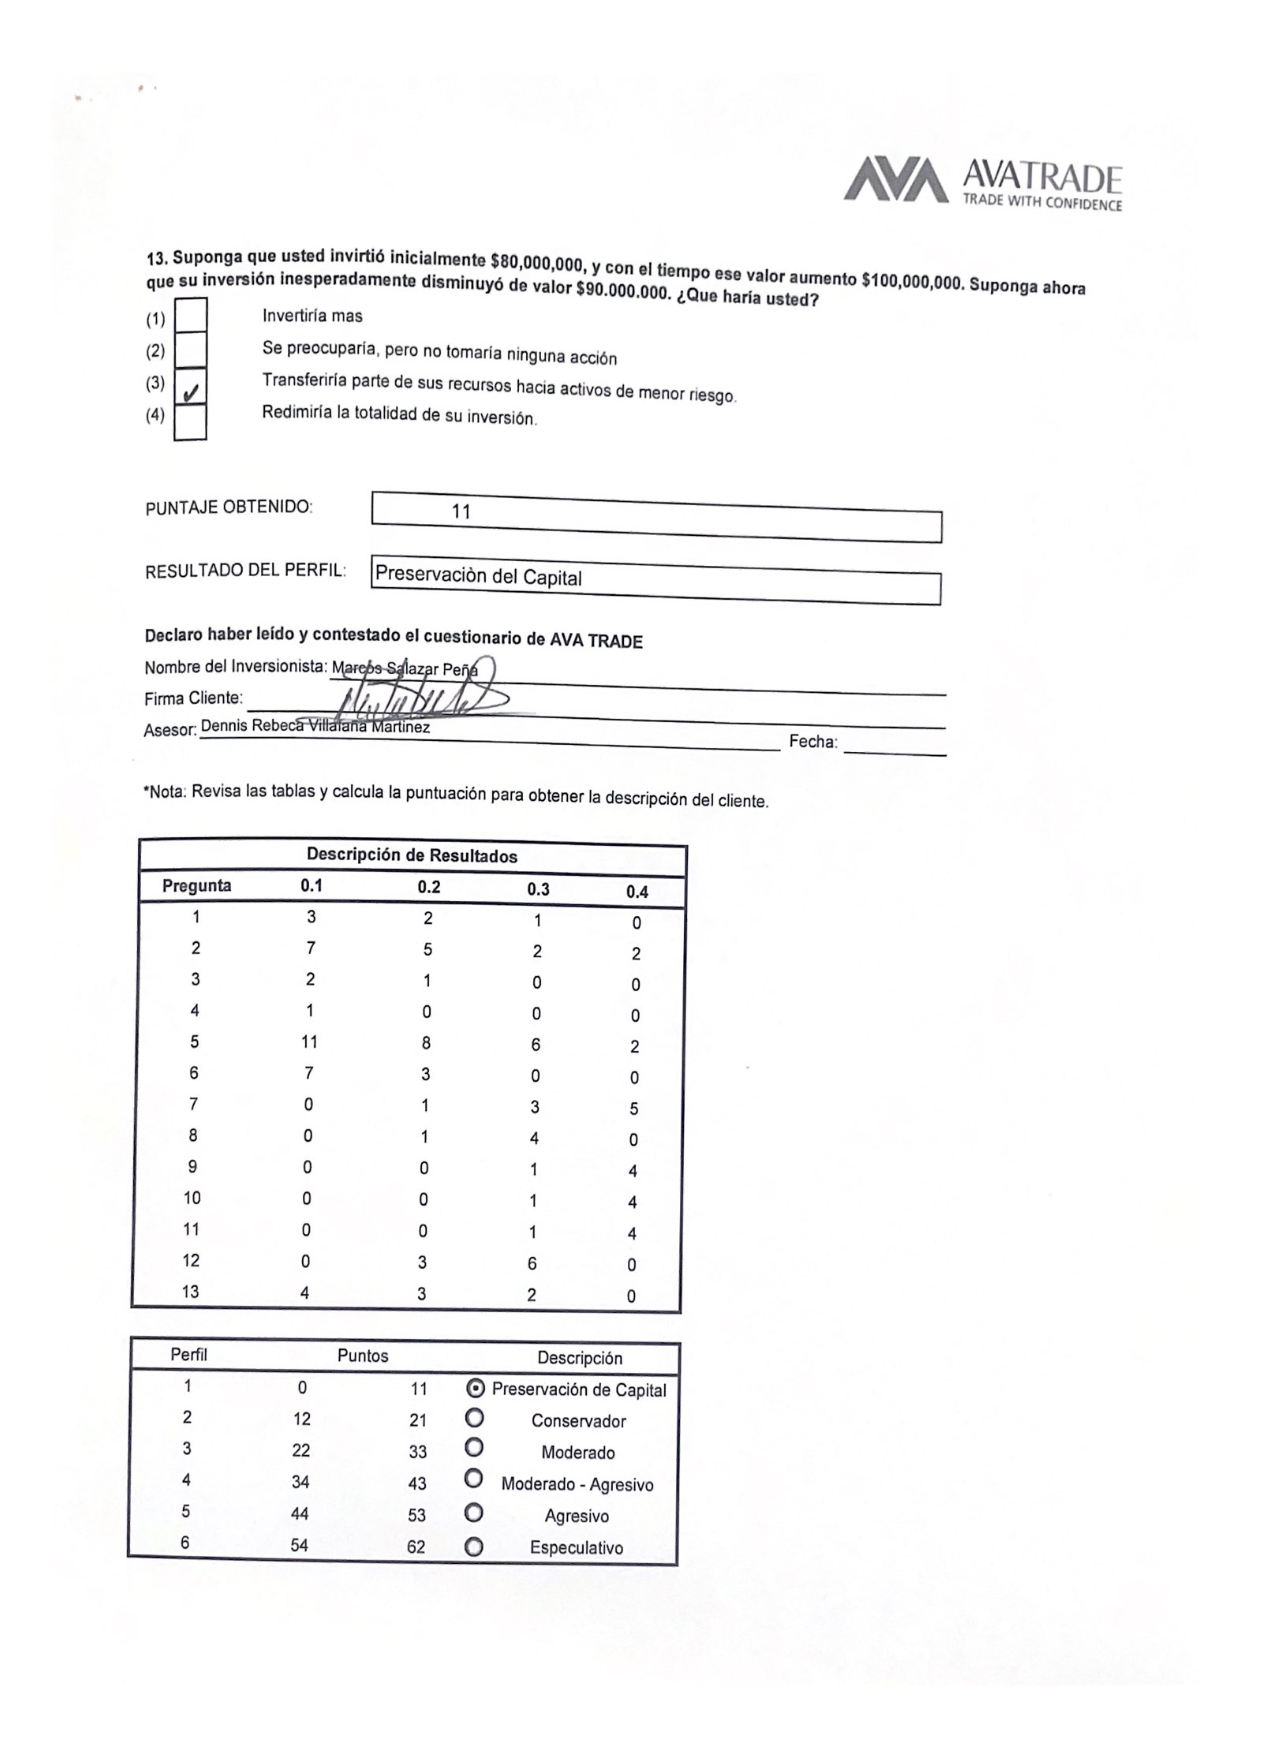 AVA AVATRADE
TRADE WITH CONFIDENCE
13. Suponga que usted invirtió inicialmente $80,000,000, y con el tiempo ese valor aumento $100,000,000. Suponga ahora
que su inversión inesperadamente disminuyó de valor $90.000.000. ¿Que haría usted?
(1) Invertiría mas
(2) Se preocuparía, pero no tomaría ninguna acción
(3) ✓ Transferiría parte de sus recursos hacia activos de menor riesgo.
(4) Redimiría la totalidad de su inversión.
PUNTAJE OBTENIDO: 11
RESULTADO DEL PERFIL: Preservaciòn del Capital
Declaro haber leído y contestado el cuestionario de AVA TRADE
Nombre del Inversionista: Marcos Salazar Peña
Firma Cliente:
Asesor: Dennis Rebeca Villafaña Martinez Fecha:
*Nota: Revisa las tablas y calcula la puntuación para obtener la descripción del cliente.
Descripción de Resultados
Pregunta 0.1 0.2 0.3 0.4
1 3 2 1 0
2 7 5 2 2
3 2 1 0 0
4 1 0 0 0
5 11 8 6 2
6 7 3 0 0
7 0 1 3 5
8 0 1 4 0
9 0 0 1 4
10 0 0 1 4
11 0 0 1 4
12 0 3 6 0
13 4 3 2 0
Perfil Puntos Descripción
1 0 11 Preservación de Capital
2 12 21 Conservador
3 22 33 Moderado
4 34 43 Moderado - Agresivo
5 44 53 Agresivo
6 54 62 Especulativo